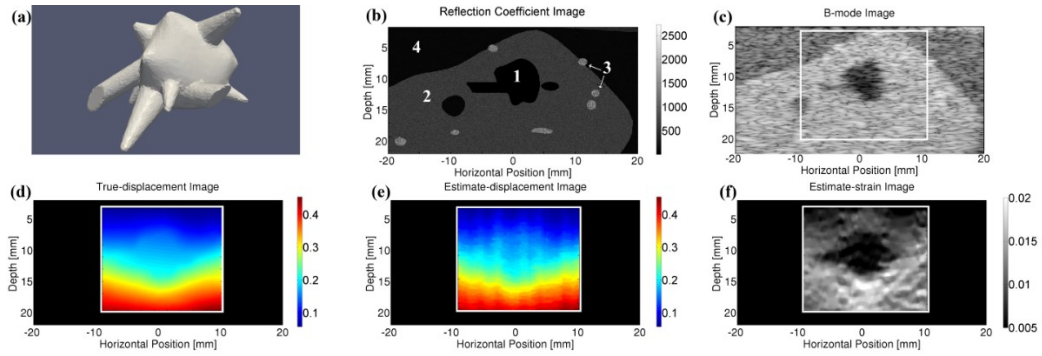 (a)
(b)
Reflection Coefficient Image
4
1
2
3
5
10
15
20
Depth [mm]
-20 -10 0 10 20
Horizontal Position [mm]
2500
2000
1500
1000
500
(c)
B-mode Image
5
10
15
20
Depth [mm]
-20 -10 0 10 20
Horizontal Position [mm]
(d)
True-displacement Image
5
10
15
20
Depth [mm]
-20 -10 0 10 20
Horizontal Position [mm]
0.4
0.3
0.2
0.1
(e)
Estimate-displacement Image
5
10
15
20
Depth [mm]
-20 -10 0 10 20
Horizontal Position [mm]
0.4
0.3
0.2
0.1
(f)
Estimate-strain Image
5
10
15
20
Depth [mm]
-20 -10 0 10 20
Horizontal Position [mm]
0.02
0.015
0.01
0.005